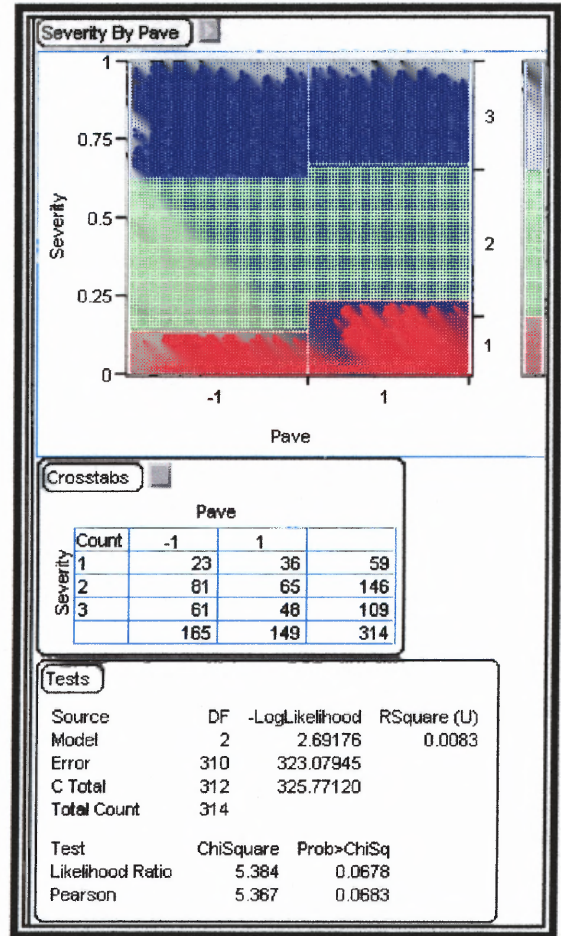 Severity By Pave
1
0.75
0.5
0.25
0
Severity
3
2
1
-1 1
Pave
Crosstabs
Pave
Severity
Count -1 1
1 23 36 59
2 81 65 146
3 61 48 109
165 149 314
Tests
Source DF -LogLikelihood RSquare (U)
Model 2 2.69176 0.0083
Error 310 323.07945
C Total 312 325.77120
Total Count 314
Test ChiSquare Prob>ChiSq
Likelihood Ratio 5.384 0.0678
Pearson 5.367 0.0683